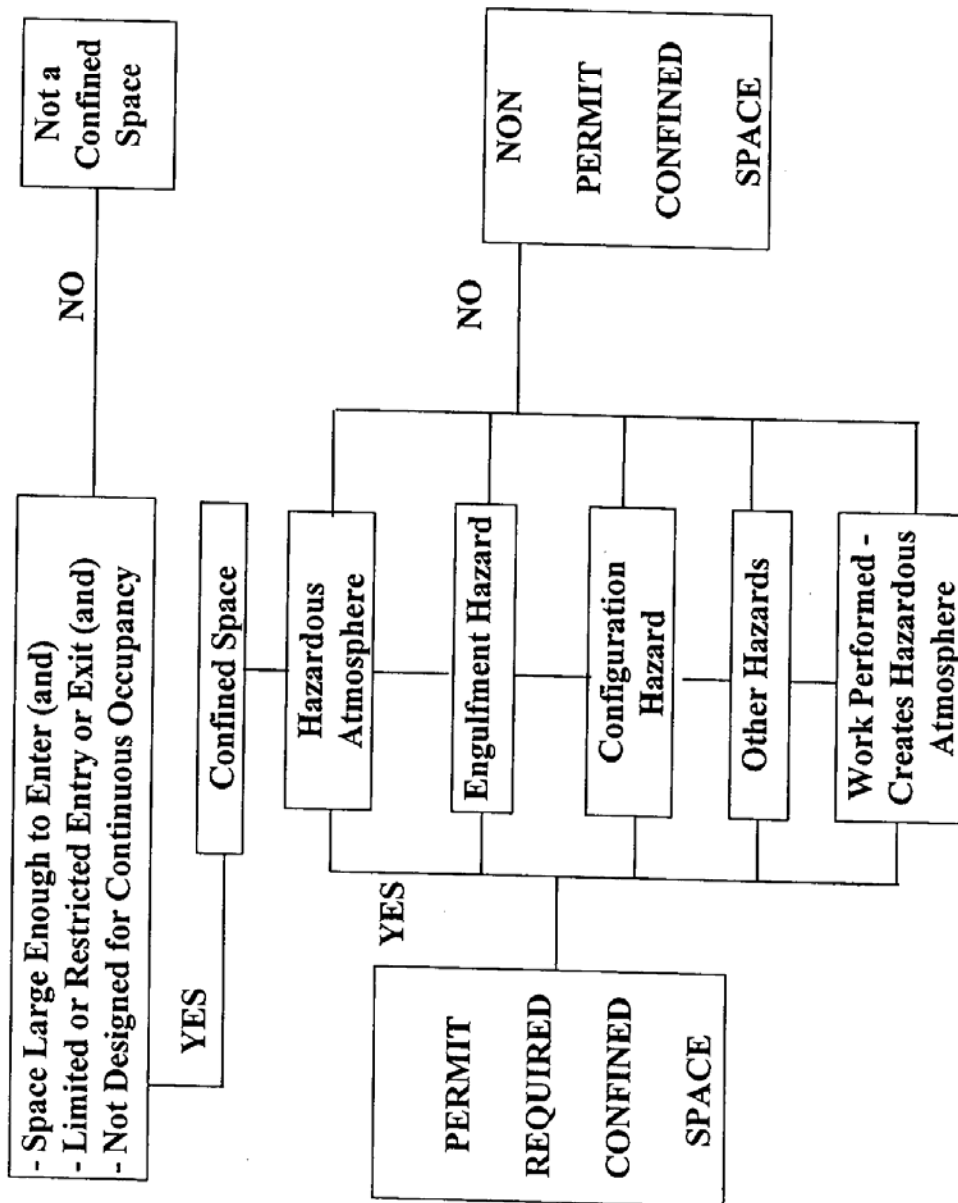 - Space Large Enough to Enter (and)
- Limited or Restricted Entry or Exit (and)
- Not Designed for Continuous Occupancy
NO
Not a
Confined
Space
YES
Confined Space
Hazardous
Atmosphere
Engulfment Hazard
Configuration
Hazard
Other Hazards
Work Performed -
Creates Hazardous
Atmosphere
YES
PERMIT
REQUIRED
CONFINED
SPACE
NO
NON
PERMIT
CONFINED
SPACE